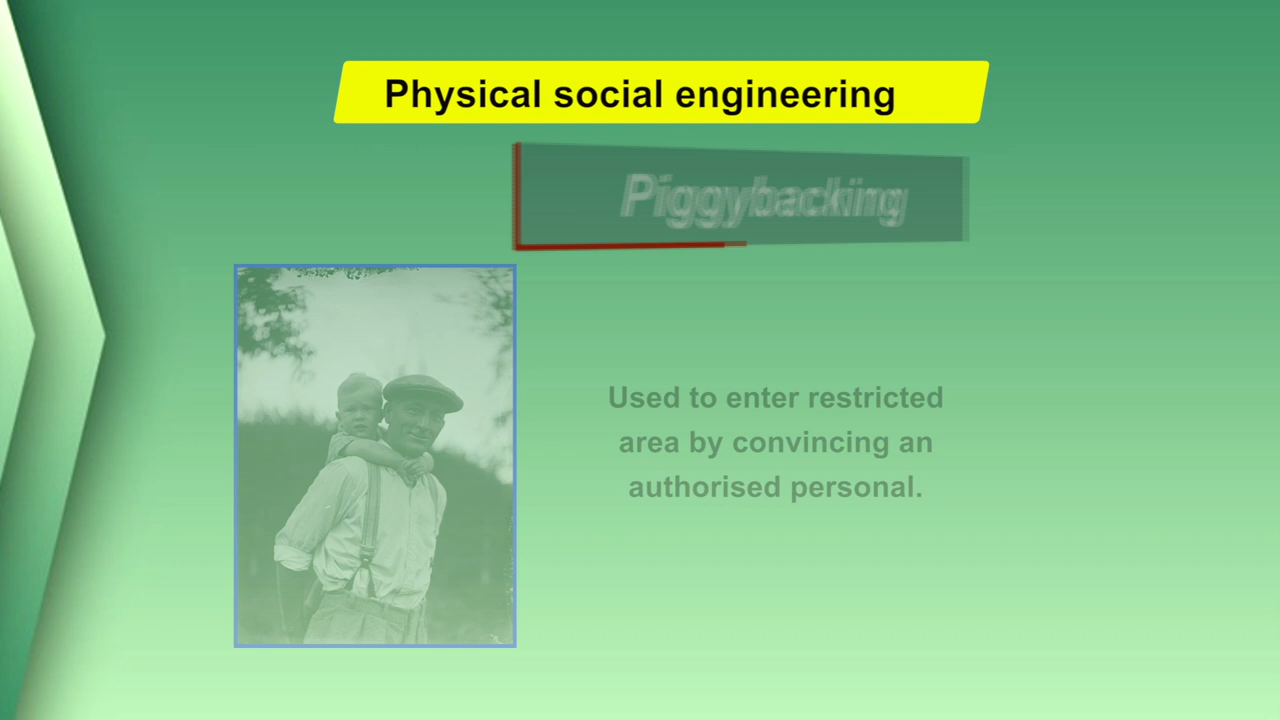 Physical social engineering
Piggybacking
Used to enter restricted
area by convincing an
authorised personal.